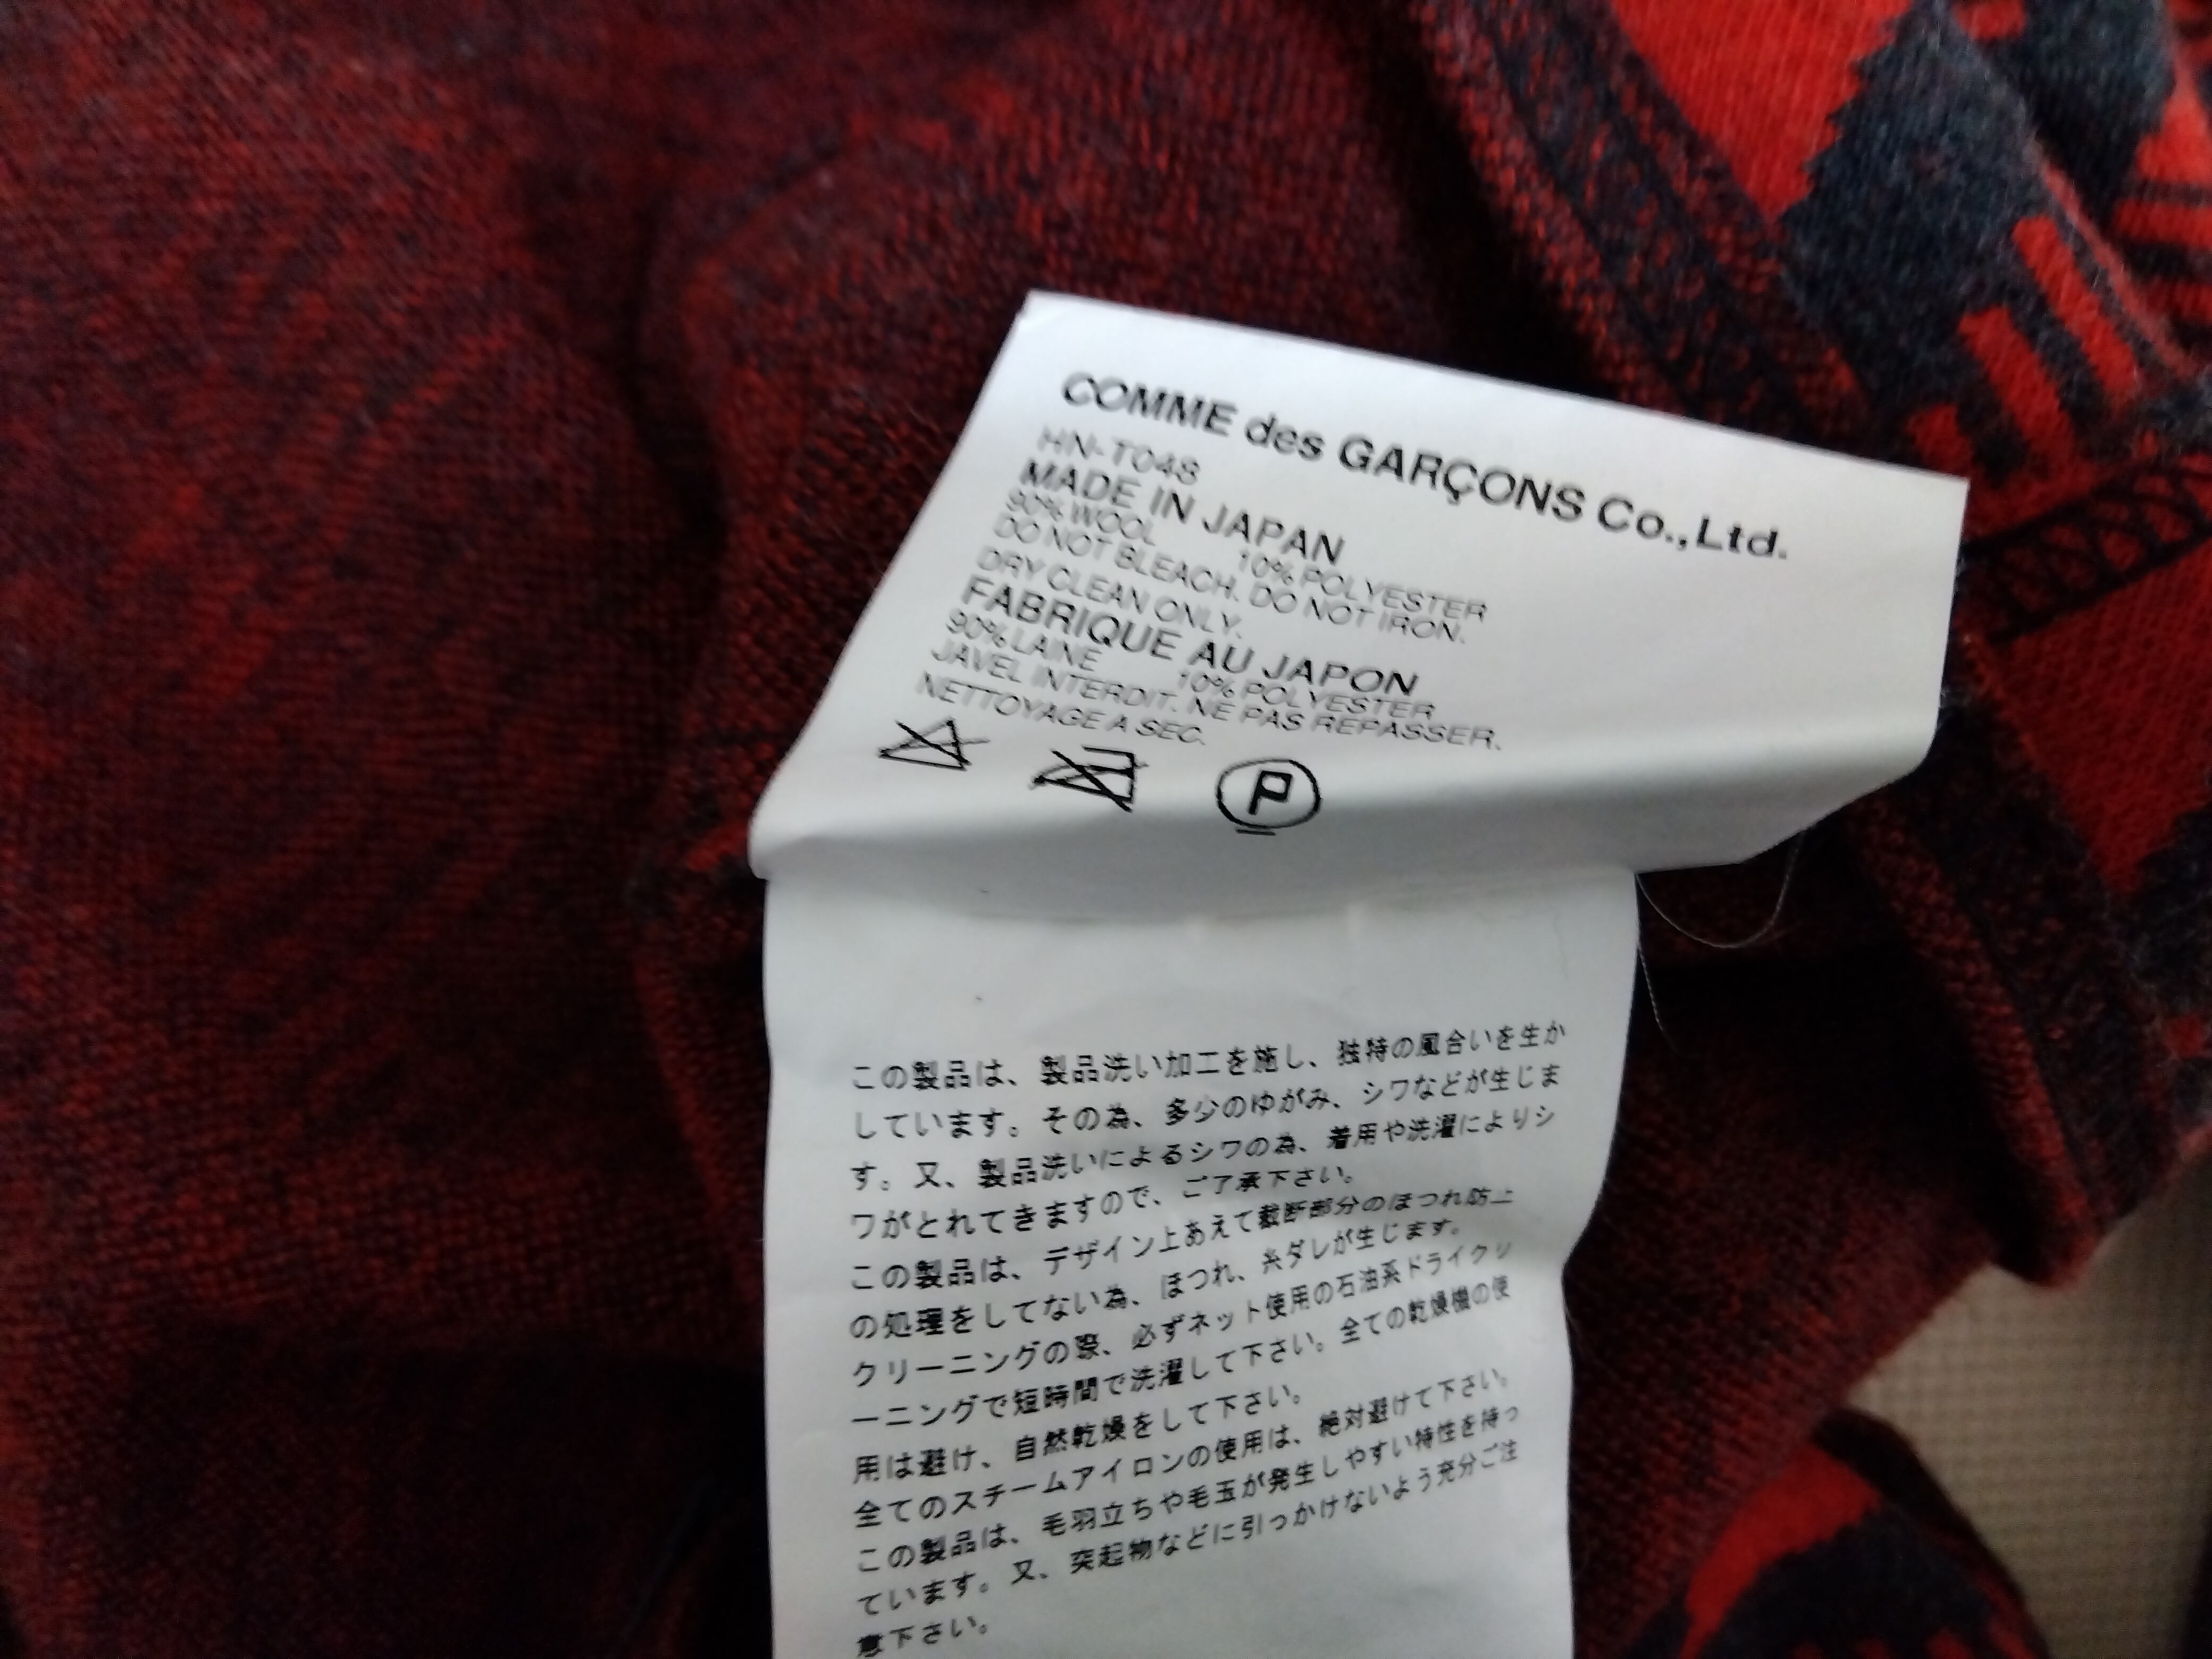 COMME des GARÇONS Co.,Ltd.
HN-T048
MADE IN JAPAN
90% WOOL 10% POLYESTER
DO NOT BLEACH. DO NOT IRON.
DRY CLEAN ONLY.
FABRIQUE AU JAPON
90% LAINE 10% POLYESTER
JAVEL INTERDIT. NE PAS REPASSER.
NETTOYAGE A SEC.
P
この製品は、製品洗い加工を施し、独特の風合いを生か
しています。その為、多少のゆがみ、シワなどが生じま
す。又、製品洗いによるシワの為、着用や洗濯によりシ
ワがとれてきますので、ご了承下さい。
この製品は、デザイン上あえて裁断部分のほつれ防止
の処理をしてない為、ほつれ、糸ダレが生じます。
クリーニングの際、必ずネット使用の石油系ドライクリ
ーニングで短時間で洗濯して下さい。全ての乾燥機の使
用は避け、自然乾燥をして下さい。
全てのスチームアイロンの使用は、絶対避けて下さい。
この製品は、毛羽立ちや毛玉が発生しやすい特性を持っ
ています。又、突起物などに引っかけないよう充分ご注
意下さい。